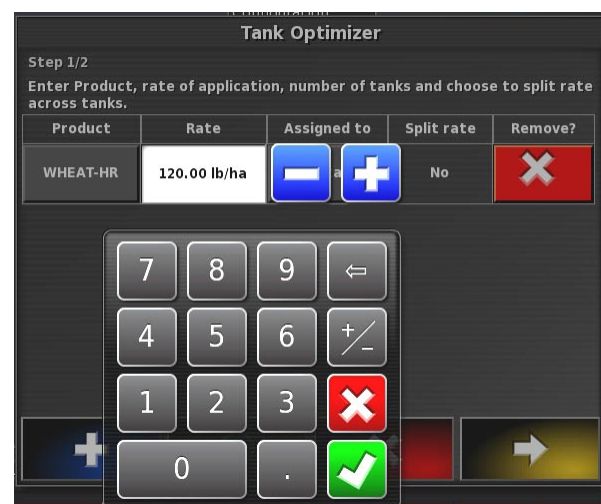 Tank Optimizer
Step 1/2
Enter Product, rate of application, number of tanks and choose to split rate
across tanks.
Product Rate Assigned to Split rate Remove?
WHEAT-HR 120.00 lb/ha a No
7 8 9
4 5 6 +/-
1 2 3
0 .